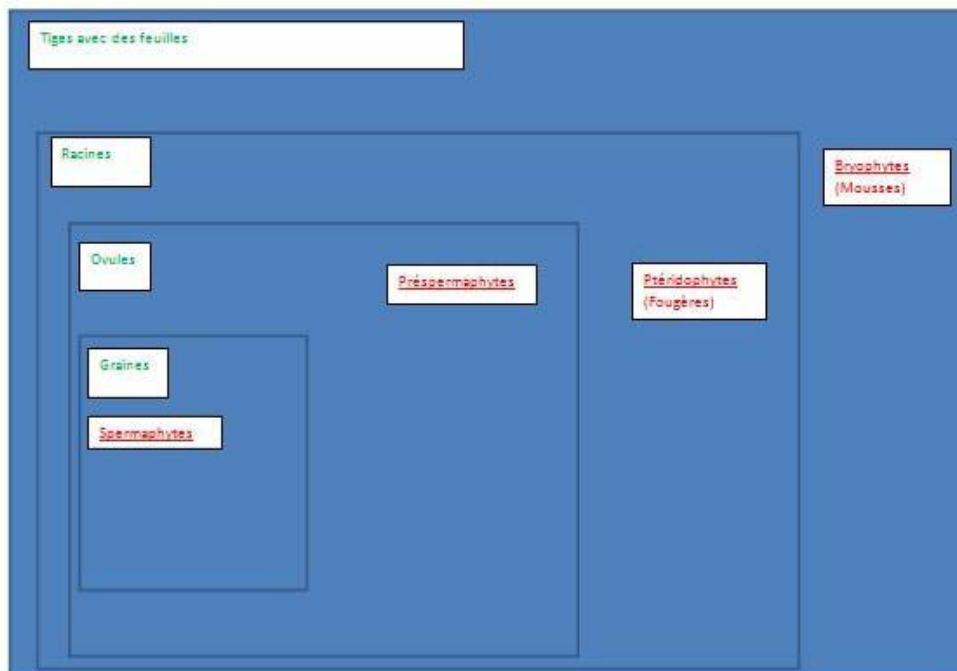 Tiges avec des feuilles
Racines
Bryophytes
(Mousses)
Ovules
Préspermaphytes
Ptéridophytes
(Fougères)
Graines
Spermaphytes